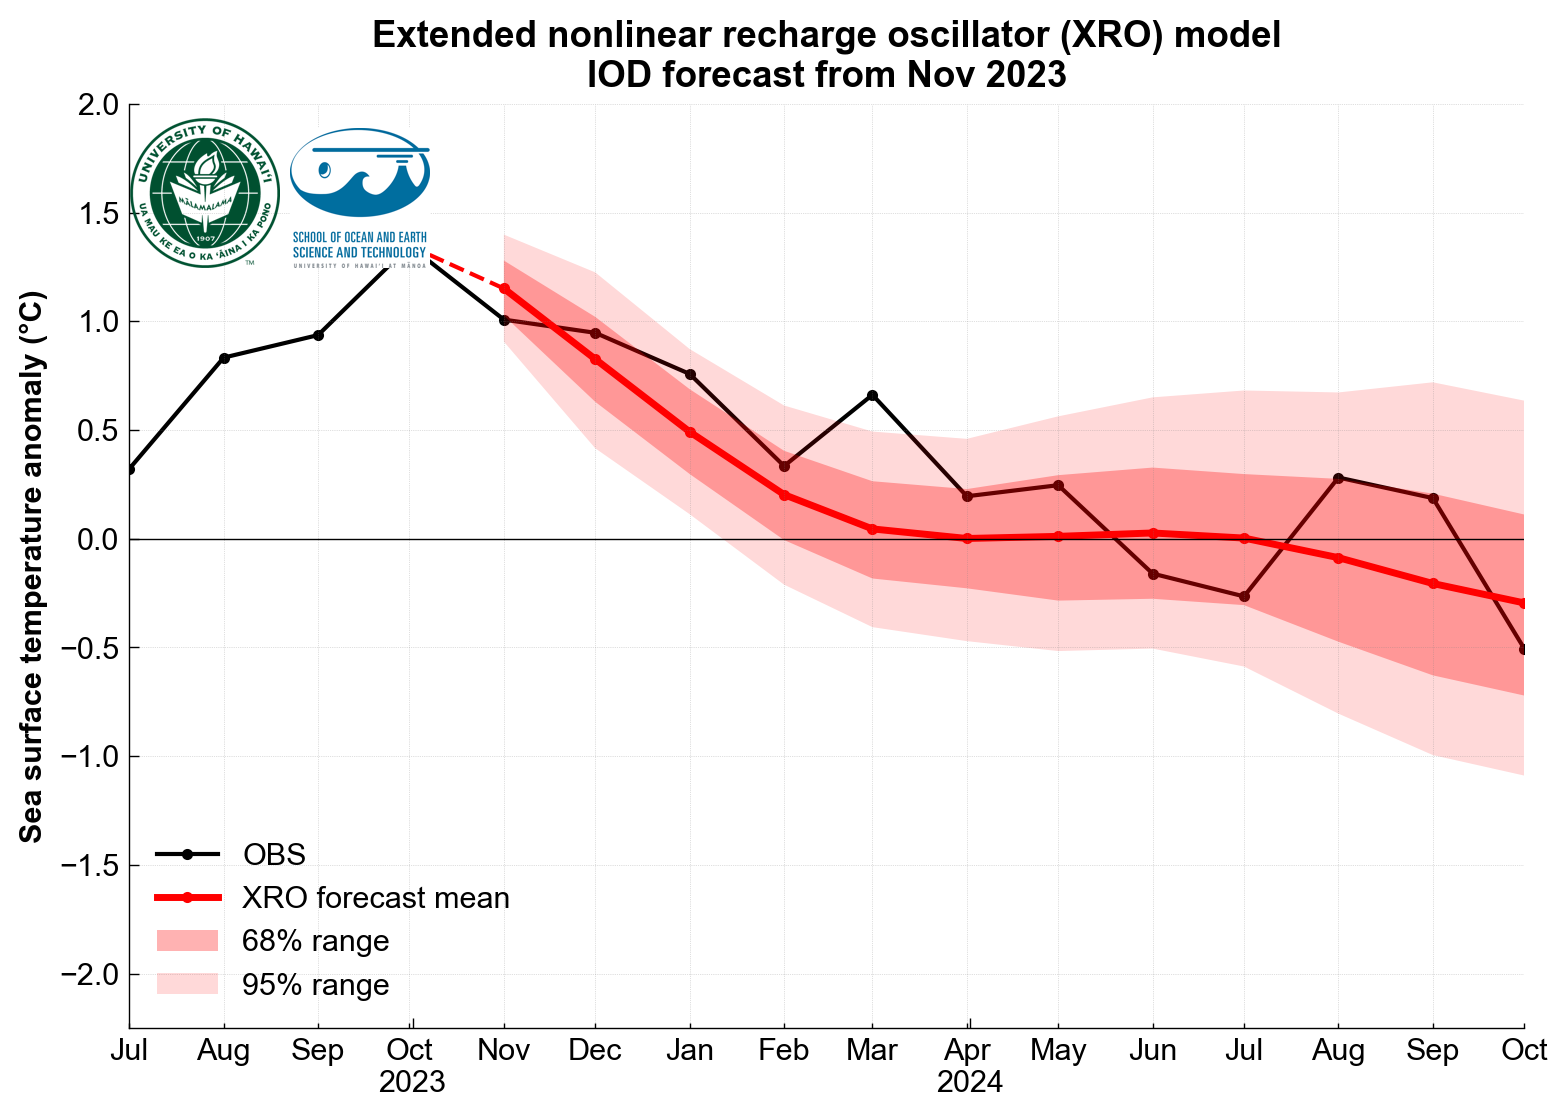 Extended nonlinear recharge oscillator (XRO) model
IOD forecast from Nov 2023
UNIVERSITY OF HAWAIʻI
MĀLAMALAMA
1907
UA MAU KE EA O KA ʻĀINA I KA PONO
TM
SCHOOL OF OCEAN AND EARTH
SCIENCE AND TECHNOLOGY
UNIVERSITY OF HAWAIʻI AT MĀNOA
Sea surface temperature anomaly (°C)
2.0
1.5
1.0
0.5
0.0
−0.5
−1.0
−1.5
−2.0
OBS
XRO forecast mean
68% range
95% range
Jul Aug Sep Oct Nov Dec Jan Feb Mar Apr May Jun Jul Aug Sep Oct
2023 2024